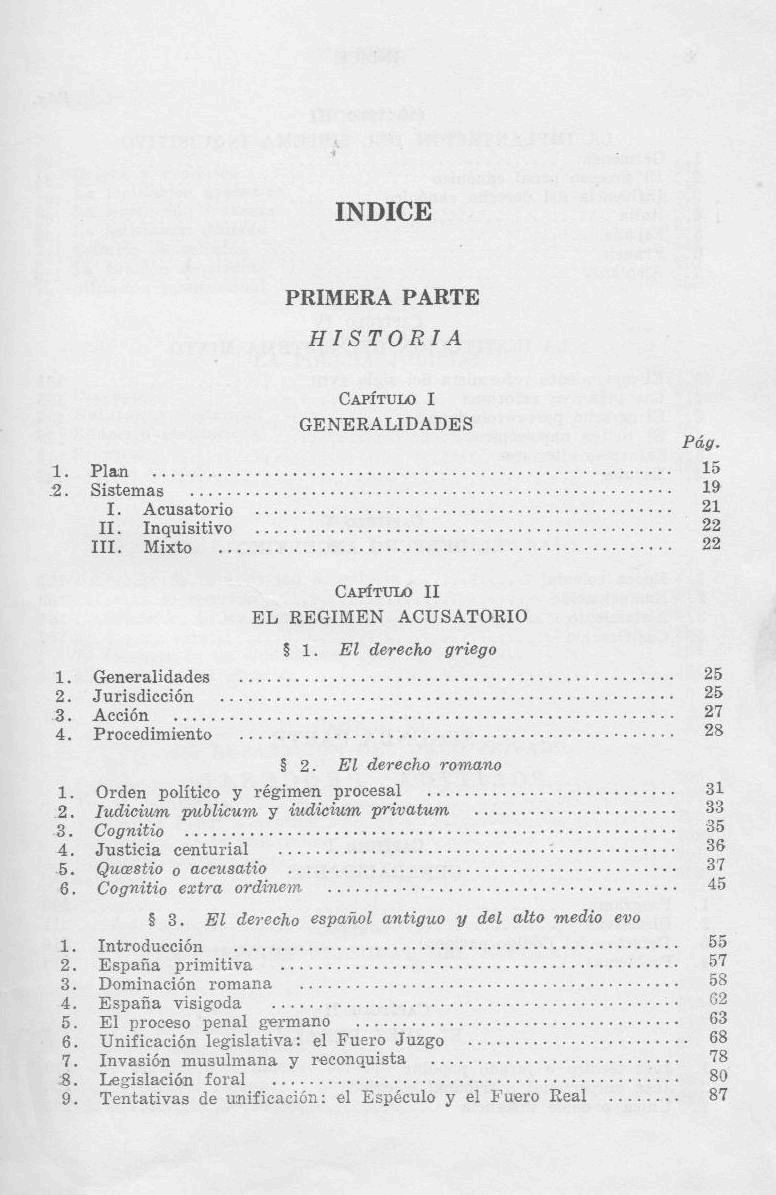 INDICE
PRIMERA PARTE
HISTORIA
CAPÍTULO I
GENERALIDADES
Pág.
1. Plan ........ 15
2. Sistemas ........ 19
I. Acusatorio ........ 21
II. Inquisitivo ........ 22
III. Mixto ........ 22
CAPÍTULO II
EL REGIMEN ACUSATORIO
§ 1. El derecho griego
1. Generalidades ........ 25
2. Jurisdicción ........ 25
3. Acción ........ 27
4. Procedimiento ........ 28
§ 2. El derecho romano
1. Orden político y régimen procesal ........ 31
2. Iudicium publicum y iudicium privatum ........ 33
3. Cognitio ........ 35
4. Justicia centurial ........ 36
5. Quæstio o accusatio ........ 37
6. Cognitio extra ordinem ........ 45
§ 3. El derecho español antiguo y del alto medio evo
1. Introducción ........ 55
2. España primitiva ........ 57
3. Dominación romana ........ 58
4. España visigoda ........ 62
5. El proceso penal germano ........ 63
6. Unificación legislativa: el Fuero Juzgo ........ 68
7. Invasión musulmana y reconquista ........ 78
8. Legislación foral ........ 80
9. Tentativas de unificación: el Espéculo y el Fuero Real ........ 87